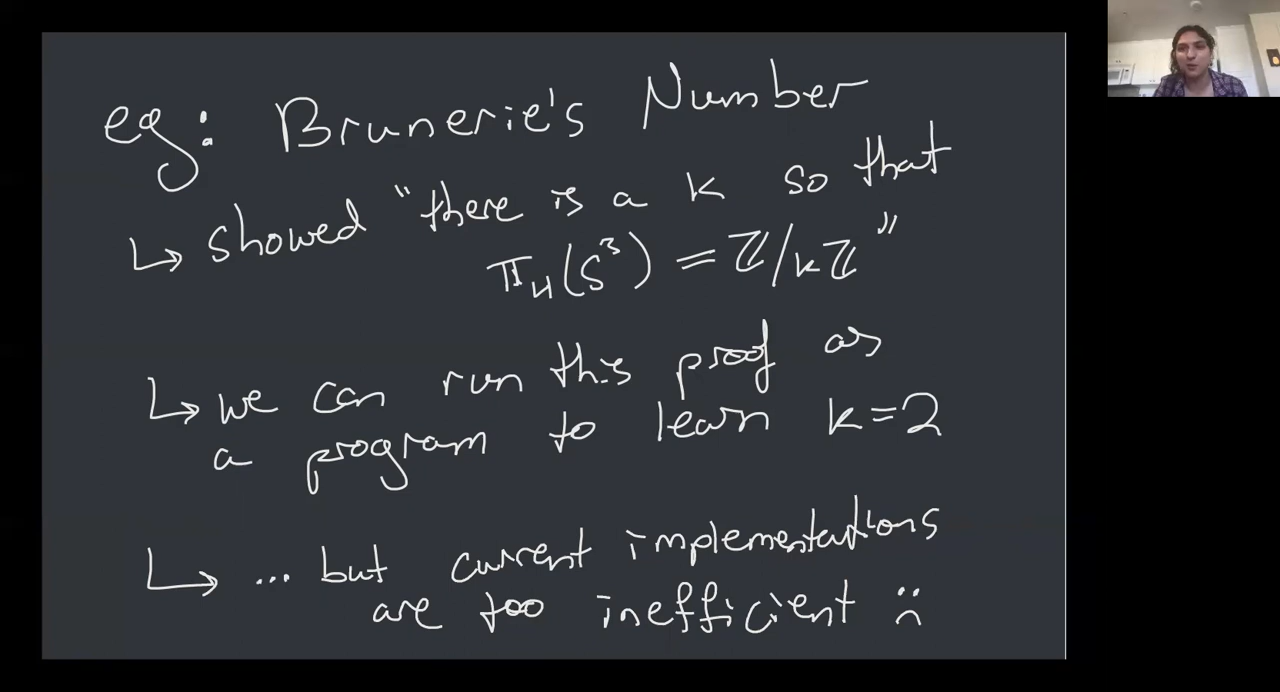 eg: Brunerie's Number
↳ showed "there is a k so that
π₄(S³) = ℤ/kℤ"
↳ we can run this proof as
a program to learn k=2
↳ ... but current implementations
are too inefficient :(